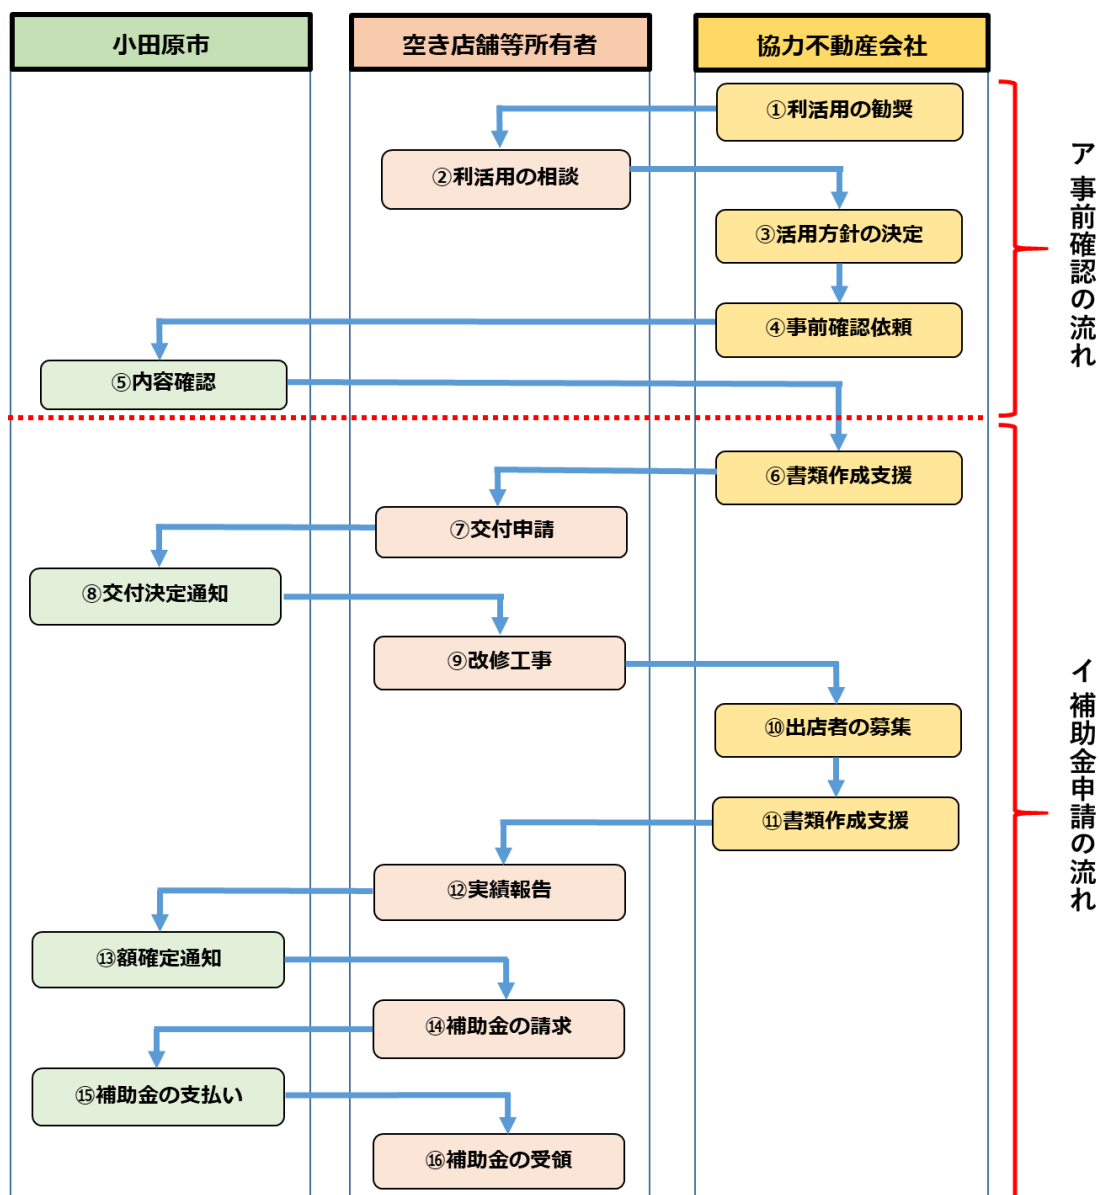 小田原市
空き店舗等所有者
協力不動産会社
①利活用の勧奨
②利活用の相談
③活用方針の決定
④事前確認依頼
⑤内容確認
ア 事前確認の流れ
⑥書類作成支援
⑦交付申請
⑧交付決定通知
⑨改修工事
⑩出店者の募集
⑪書類作成支援
⑫実績報告
⑬額確定通知
⑭補助金の請求
⑮補助金の支払い
⑯補助金の受領
イ 補助金申請の流れ